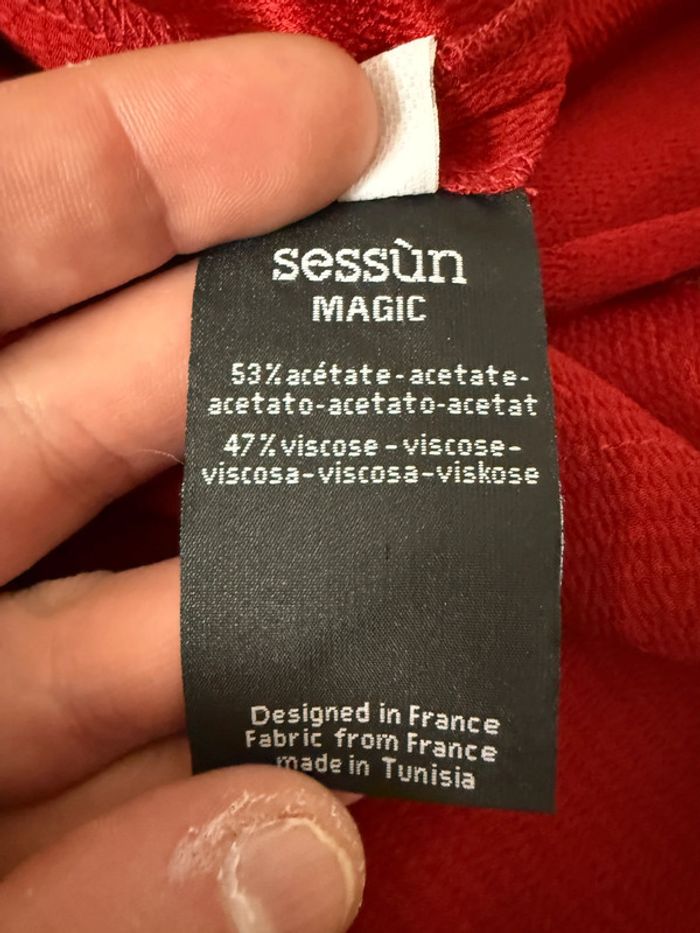 sessùn
MAGIC
53% acétate-acetate-
acetato-acetato-acetat
47% viscose-viscose-
viscosa-viscosa-viskose
Designed in France
Fabric from France
made in Tunisia